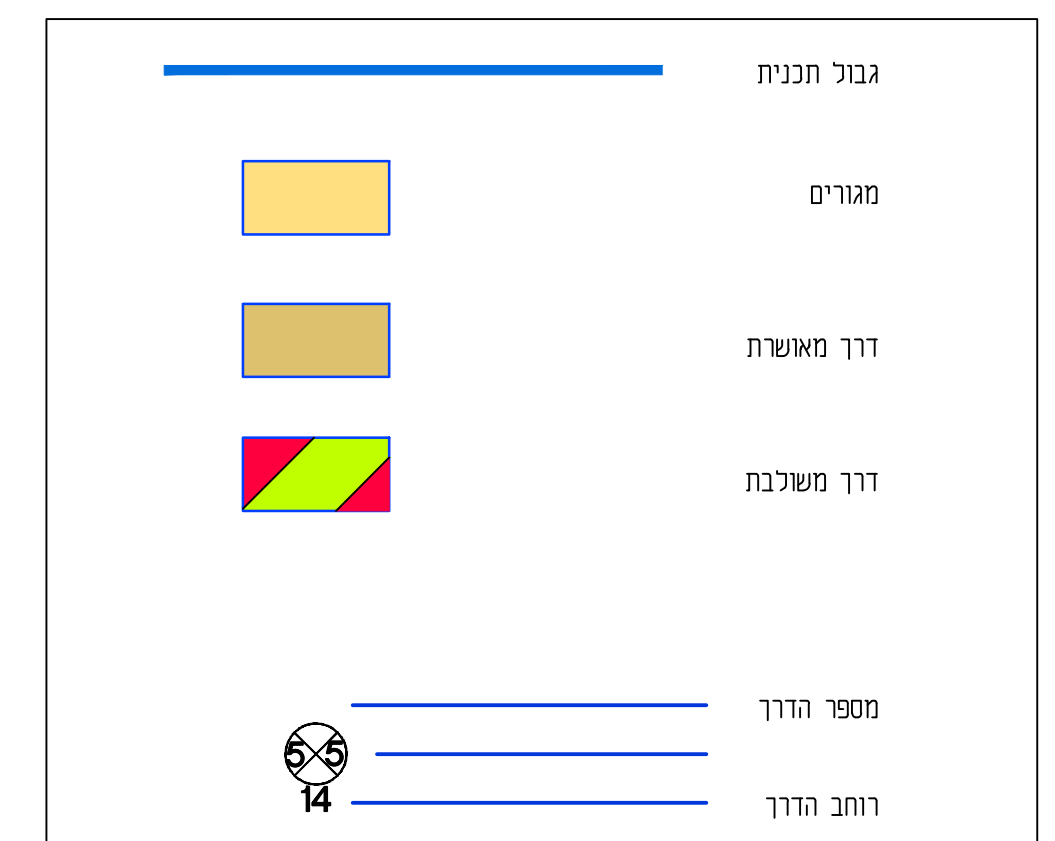 גבול תכנית
מגורים
דרך מאושרת
דרך משולבת
מספר הדרך
5 5
14
רוחב הדרך